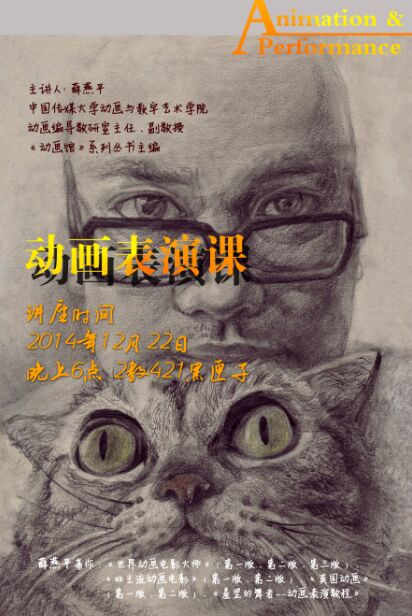 Animation &
Performance
主讲人：薛燕平
中国传媒大学动画与数字艺术学院
动画编导教研室主任、副教授
《动画馆》系列丛书主编
动画表演课
讲座时间
2014年12月22日
晚上6点 2教421黑匣子
薛燕平著作：《世界动画电影大师》（第一版、第二版、第三版）
《非主流动画电影》（第一版、第二版）、《英国动画》
（第一版、第二版）、《羞涩的舞者--动画表演教程》